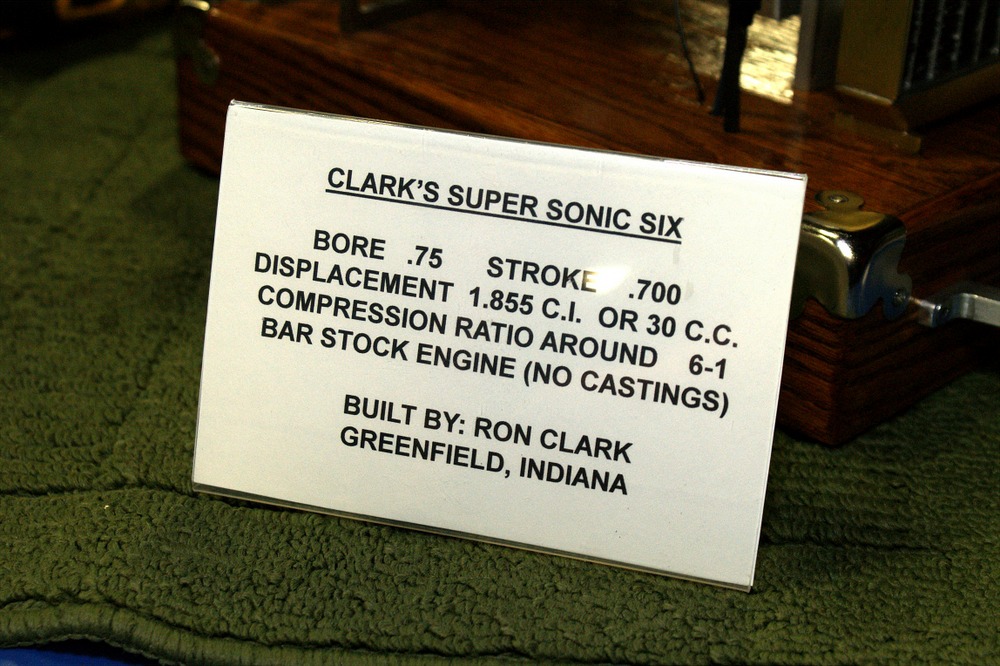 CLARK'S SUPER SONIC SIX
BORE .75 STROKE .700
DISPLACEMENT 1.855 C.I. OR 30 C.C.
COMPRESSION RATIO AROUND 6-1
BAR STOCK ENGINE (NO CASTINGS)
BUILT BY: RON CLARK
GREENFIELD, INDIANA